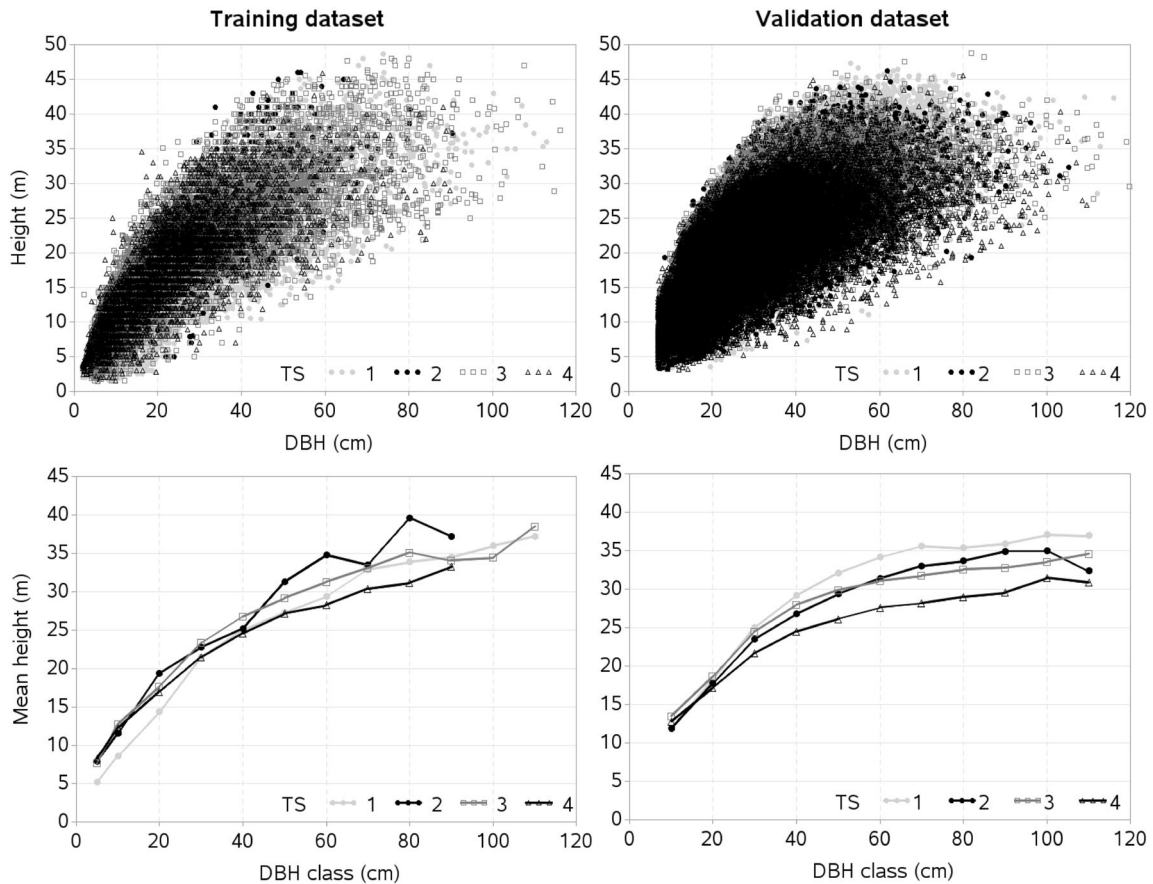 Training dataset
Height (m)
50
45
40
35
30
25
20
15
10
5
0
TS 1 2 3 4
0 20 40 60 80 100 120
DBH (cm)
Validation dataset
50
45
40
35
30
25
20
15
10
5
0
TS 1 2 3 4
0 20 40 60 80 100 120
DBH (cm)
Mean height (m)
45
40
35
30
25
20
15
10
5
0
TS 1 2 3 4
0 20 40 60 80 100 120
DBH class (cm)
45
40
35
30
25
20
15
10
5
0
TS 1 2 3 4
0 20 40 60 80 100 120
DBH class (cm)